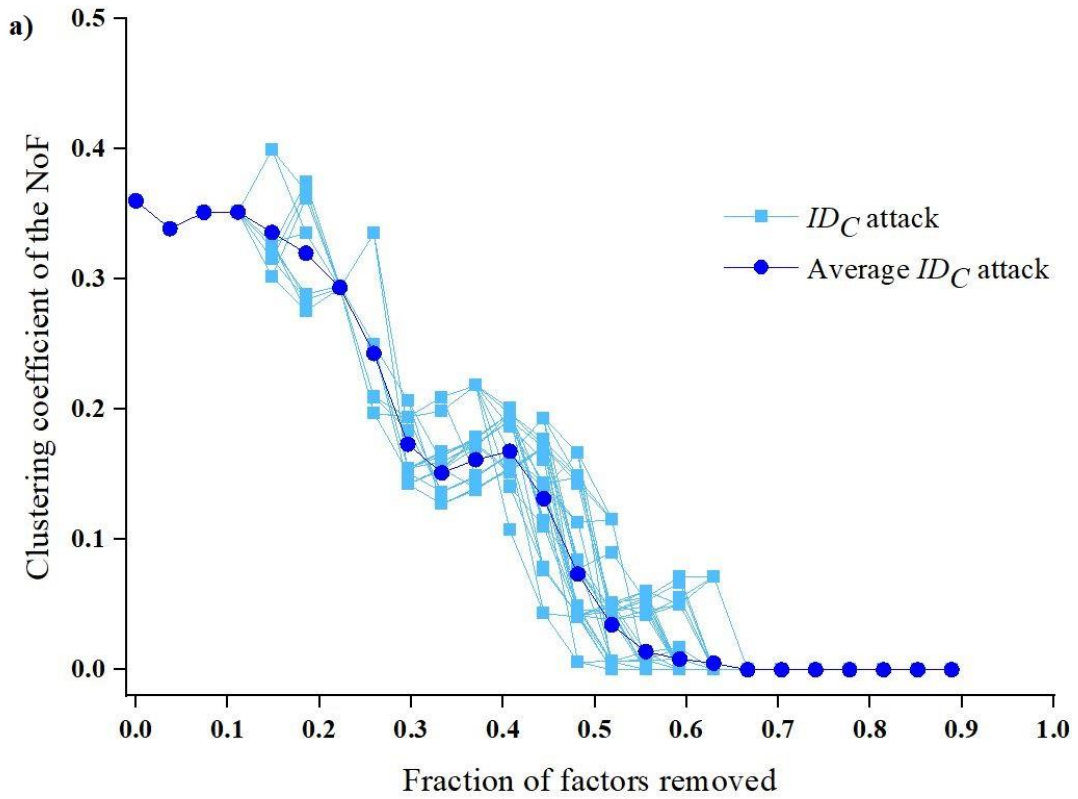 a)
0.5
0.4
0.3
0.2
0.1
0.0
Clustering coefficient of the NoF
ID_C attack
Average ID_C attack
0.0 0.1 0.2 0.3 0.4 0.5 0.6 0.7 0.8 0.9 1.0
Fraction of factors removed